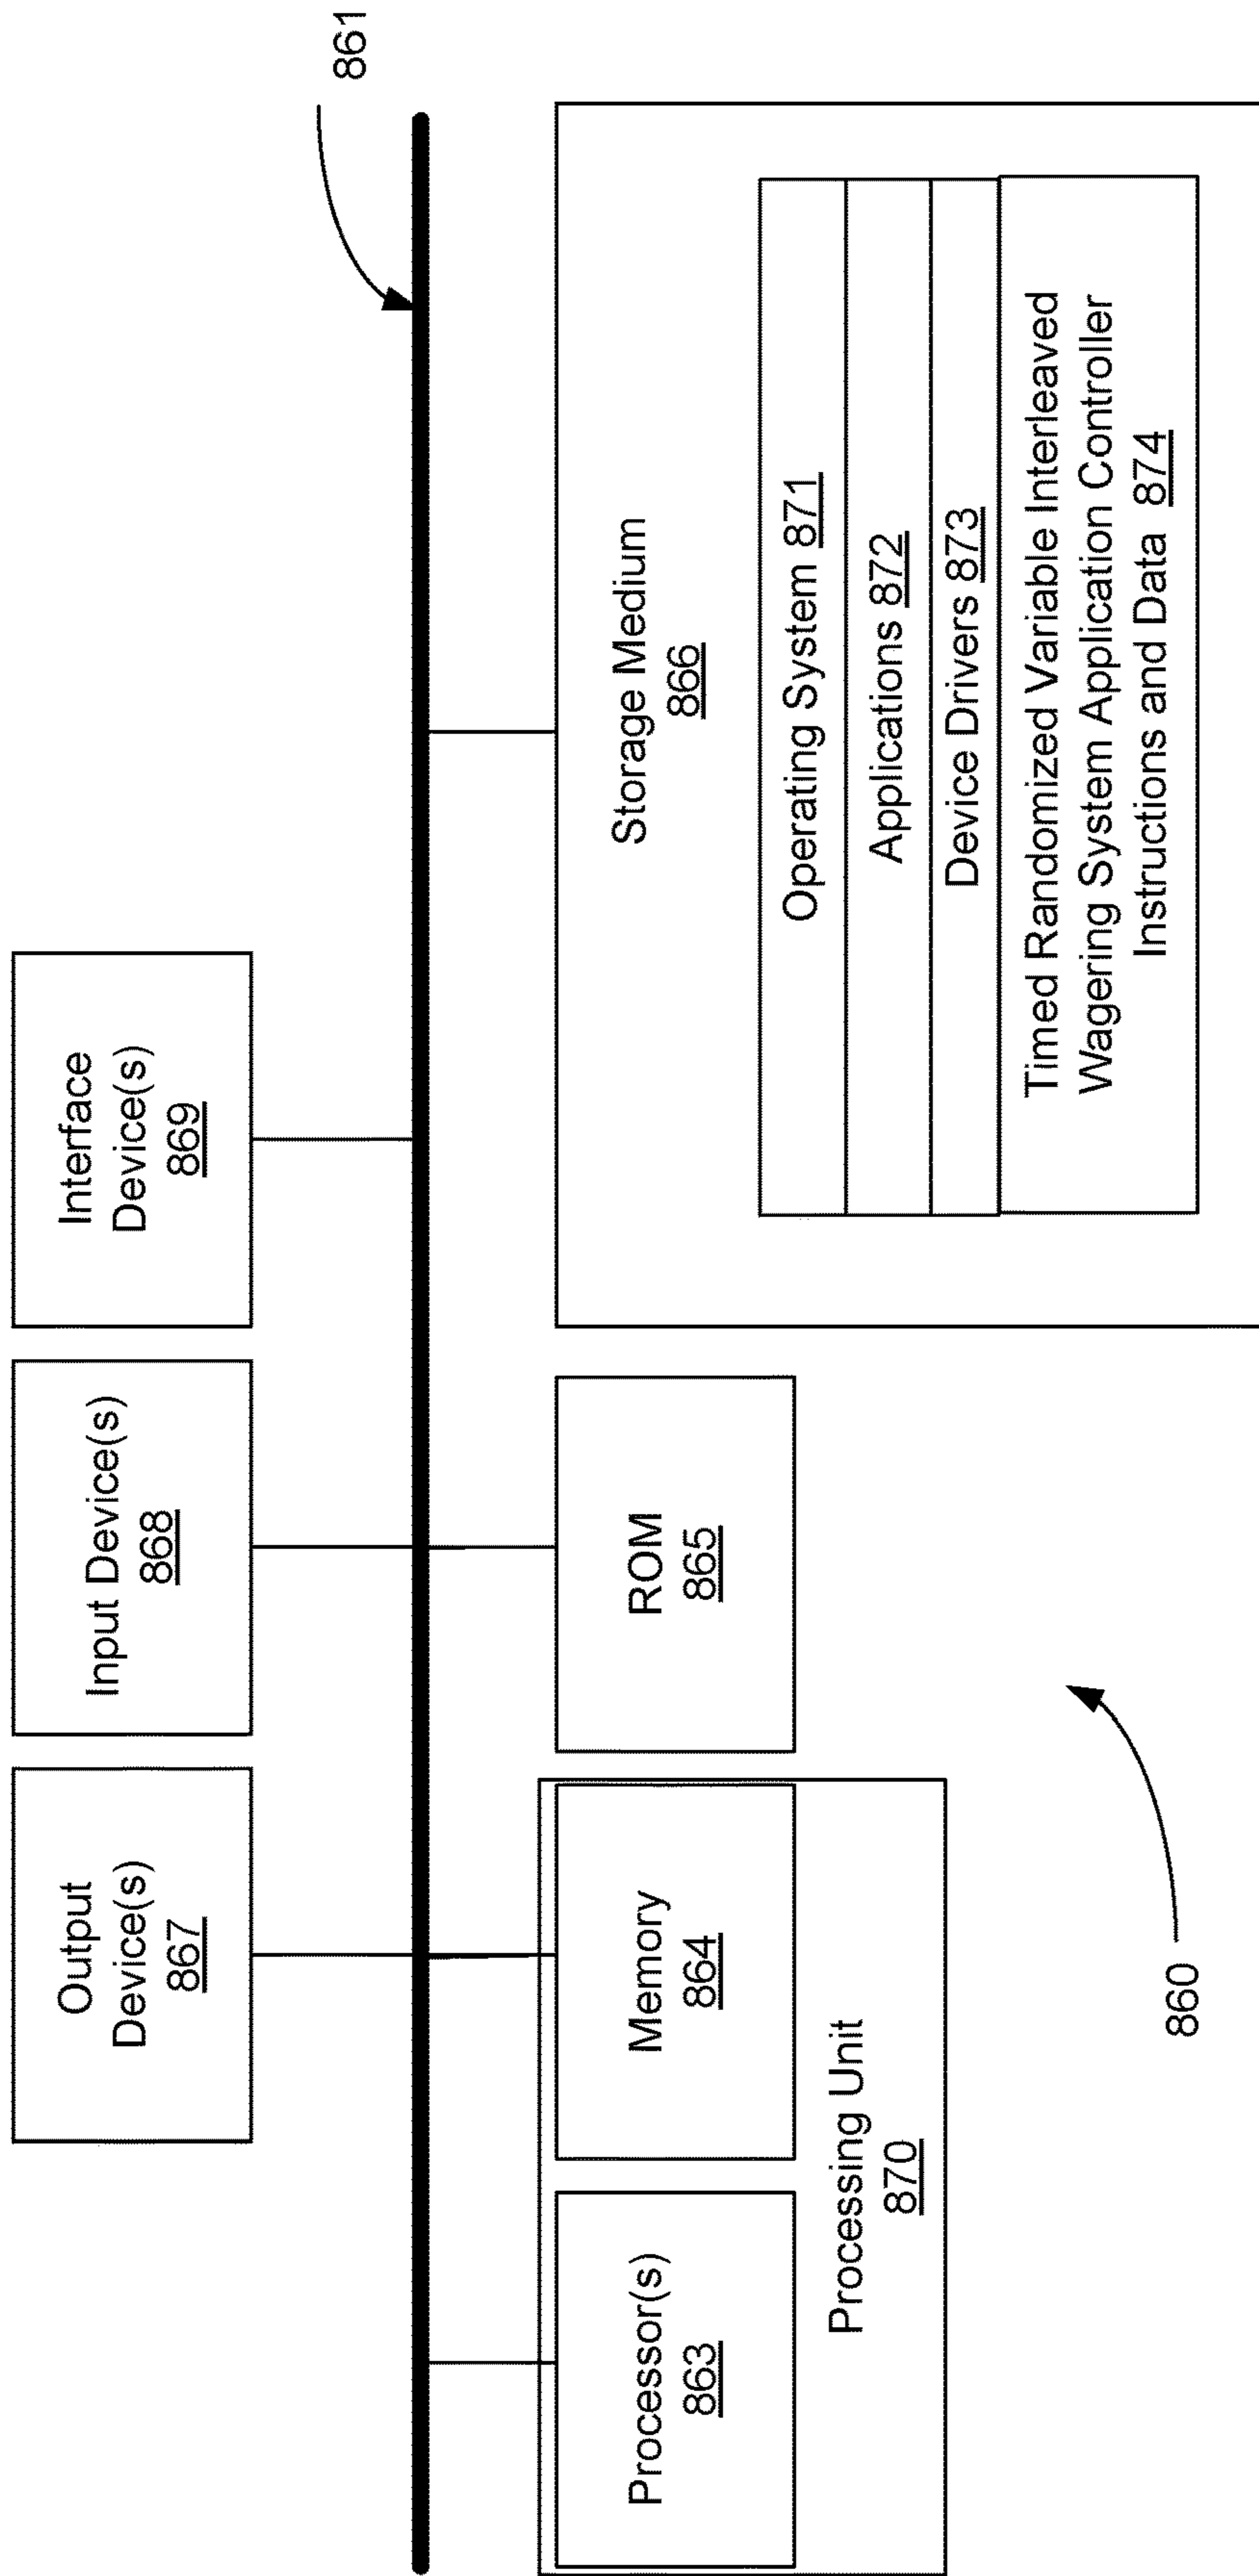 861
Output
Device(s)
867
Input Device(s)
868
Interface
Device(s)
869
Processor(s)
863
Memory
864
Processing Unit
870
ROM
865
Storage Medium
866
Operating System 871
Applications 872
Device Drivers 873
Timed Randomized Variable Interleaved
Wagering System Application Controller
Instructions and Data 874
860